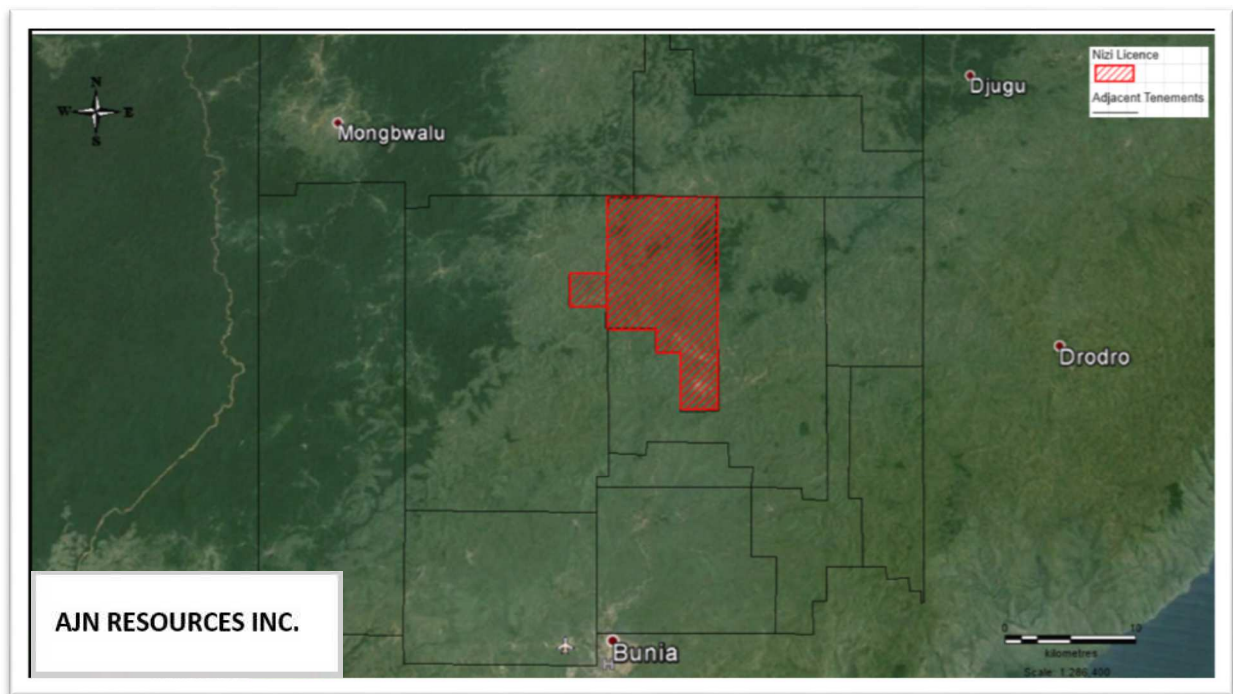 Nizi Licence
Adjacent Tenements
N
W
E
S
Djugu
Mongbwalu
Drodro
AJN RESOURCES INC.
Bunia
H
0
10
kilometres
Scale: 1:286,400